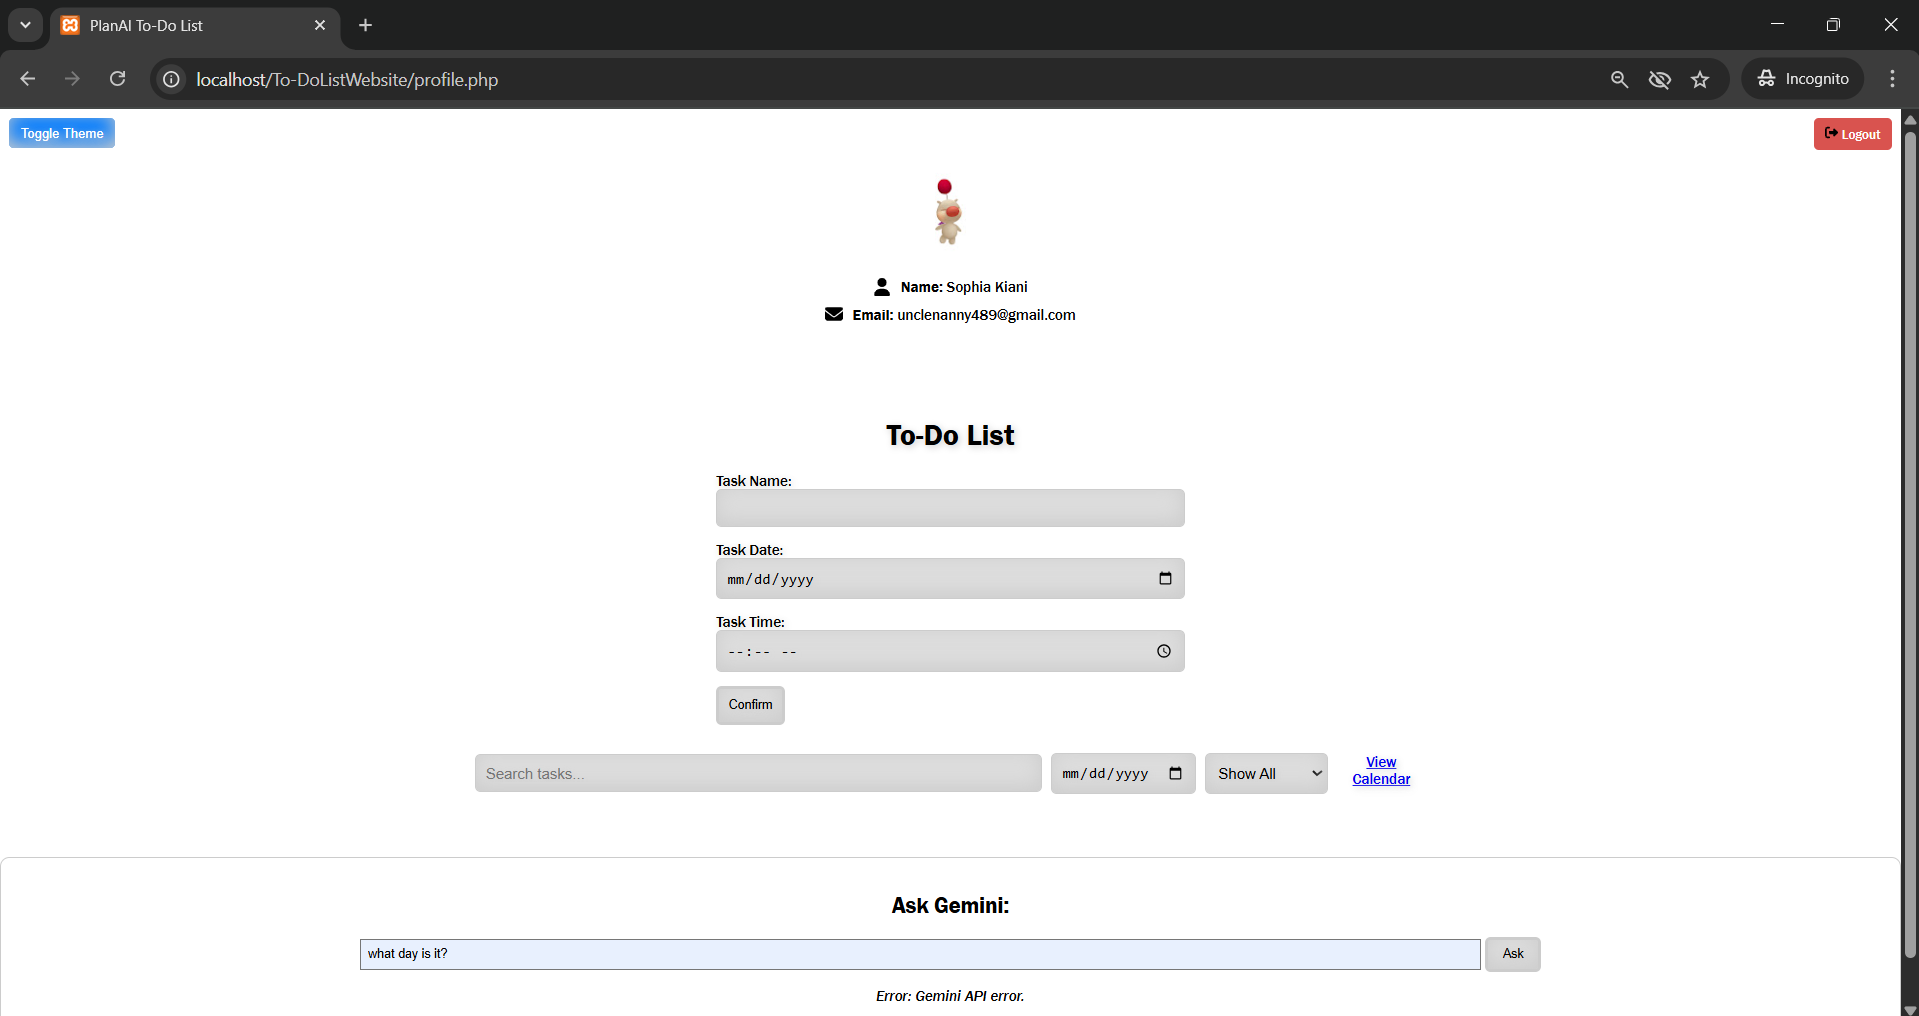 PlanAI To-Do List
localhost/To-DoListWebsite/profile.php
Incognito
Toggle Theme
Logout
Name: Sophia Kiani
Email: unclenanny489@gmail.com
To-Do List
Task Name:
Task Date:
mm/dd/yyyy
Task Time:
--:-- --
Confirm
Search tasks...
mm/dd/yyyy
Show All
View
Calendar
Ask Gemini:
what day is it?
Ask
Error: Gemini API error.